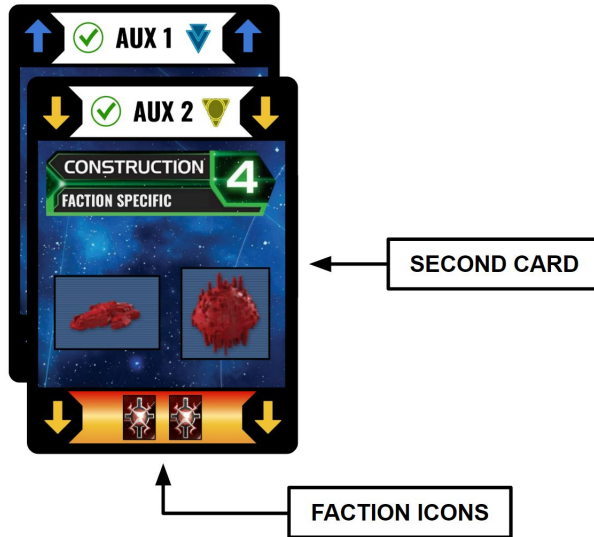 AUX 1
AUX 2
CONSTRUCTION
4
FACTION SPECIFIC
SECOND CARD
FACTION ICONS